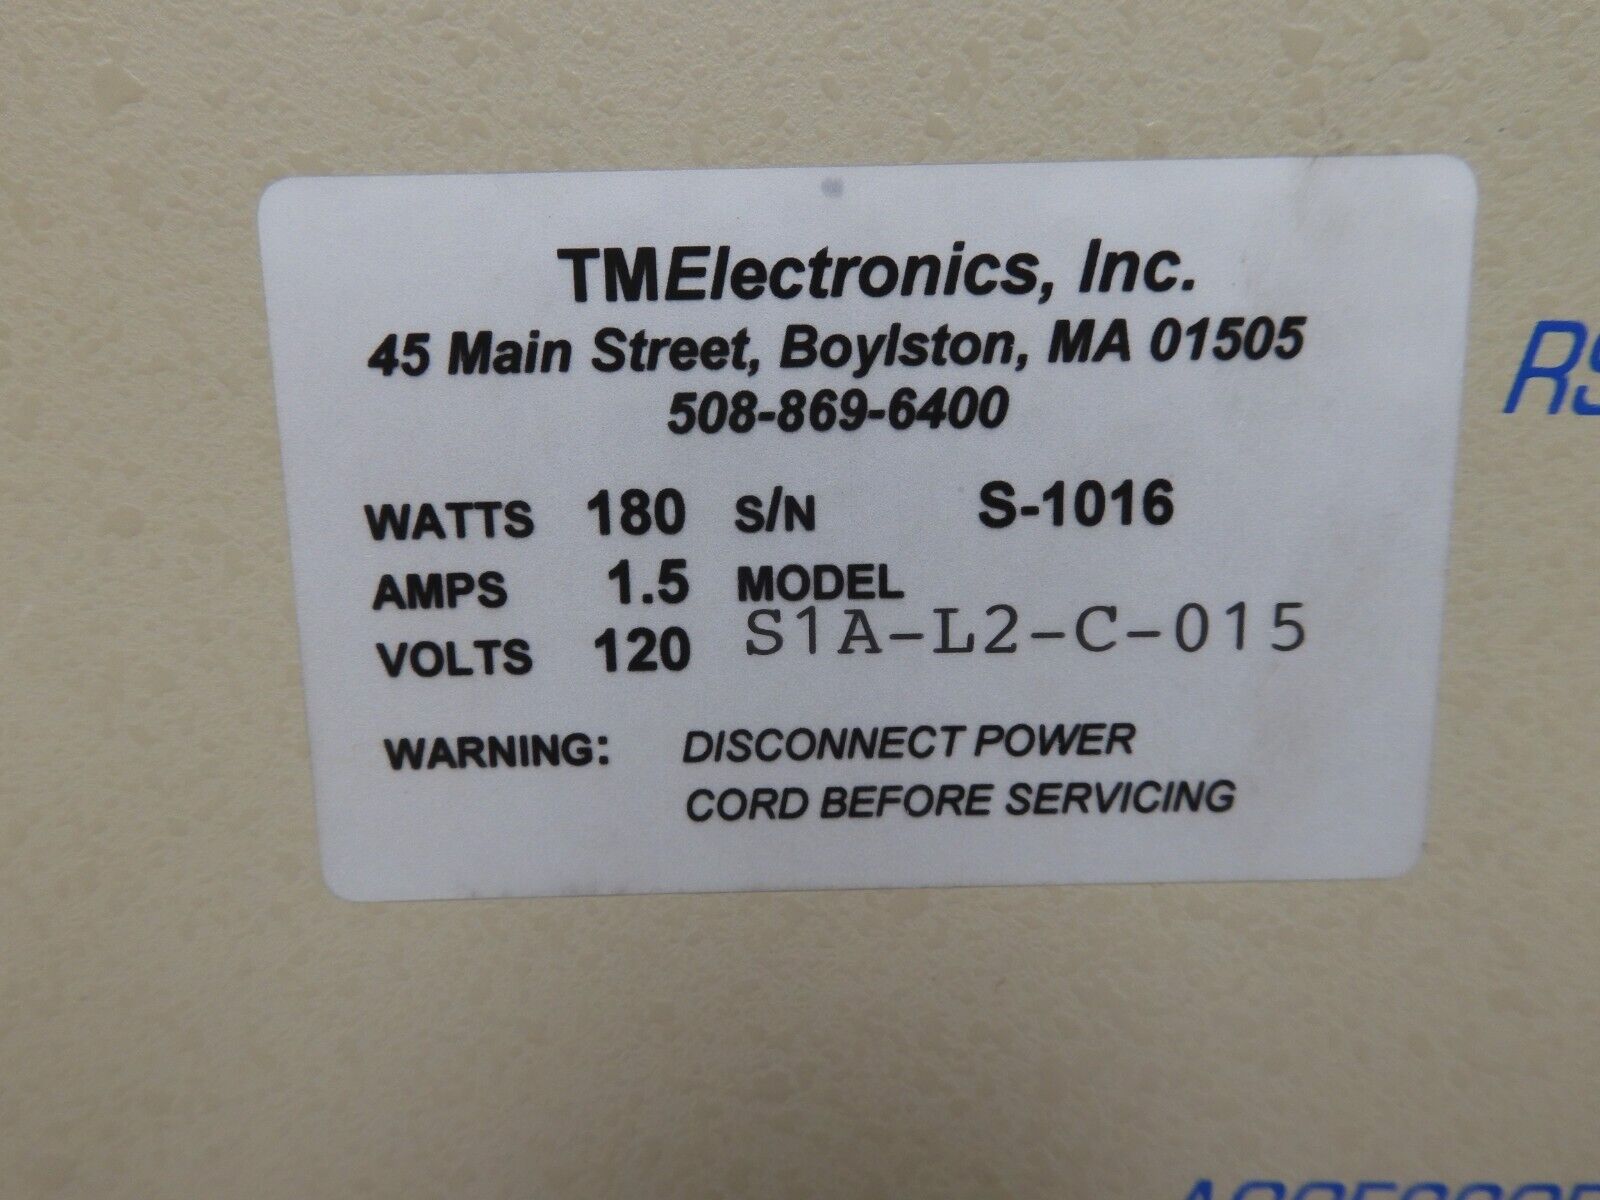 TMElectronics, Inc.
45 Main Street, Boylston, MA 01505
508-869-6400
WATTS 180 S/N S-1016
AMPS 1.5 MODEL
VOLTS 120 S1A-L2-C-015
WARNING: DISCONNECT POWER
CORD BEFORE SERVICING
RS